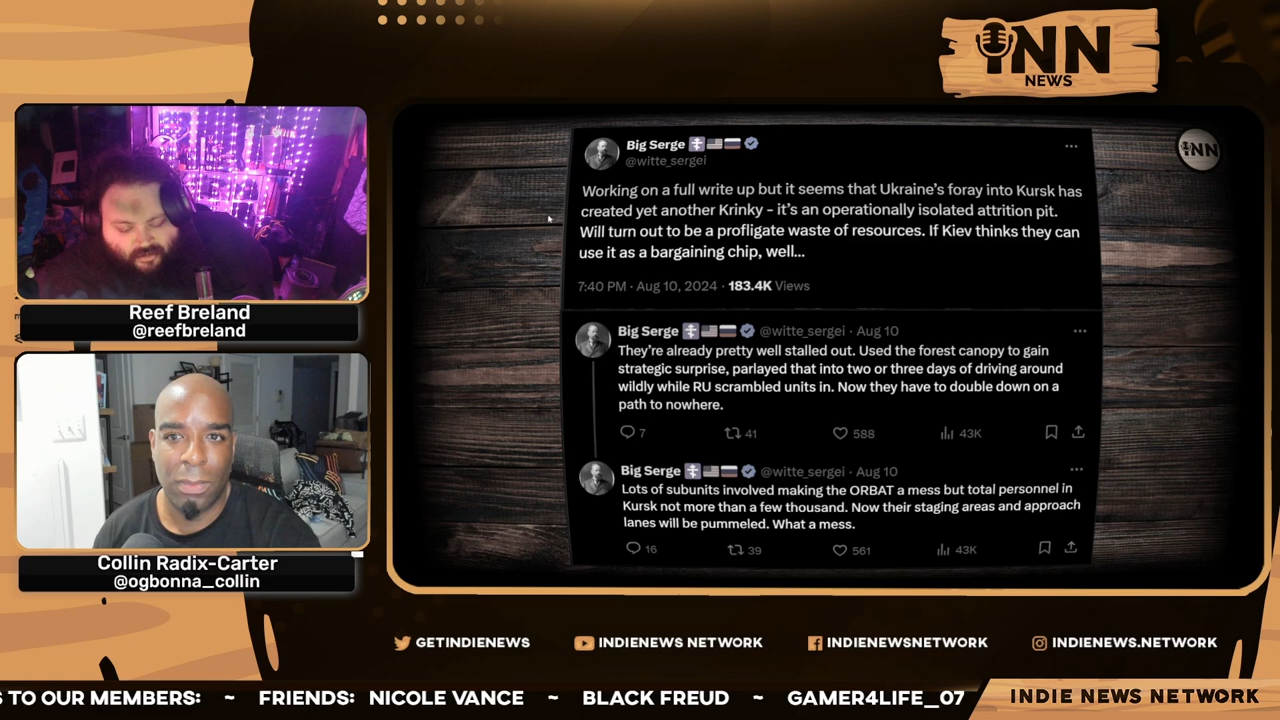 iNN
NEWS
Big Serge
@witte_sergei
Working on a full write up but it seems that Ukraine's foray into Kursk has
created yet another Krinky - it's an operationally isolated attrition pit.
Will turn out to be a profligate waste of resources. If Kiev thinks they can
use it as a bargaining chip, well...
7:40 PM · Aug 10, 2024 · 183.4K Views
Big Serge @witte_sergei · Aug 10
They're already pretty well stalled out. Used the forest canopy to gain
strategic surprise, parlayed that into two or three days of driving around
wildly while RU scrambled units in. Now they have to double down on a
path to nowhere.
7 41 588 43K
Big Serge @witte_sergei · Aug 10
Lots of subunits involved making the ORBAT a mess but total personnel in
Kursk not more than a few thousand. Now their staging areas and approach
lanes will be pummeled. What a mess.
16 39 561 43K
iNN
Reef Breland
@reefbreland
Collin Radix-Carter
@ogbonna_collin
GETINDIENEWS INDIENEWS NETWORK INDIENEWSNETWORK INDIENEWS.NETWORK
S TO OUR MEMBERS: ~ FRIENDS: NICOLE VANCE ~ BLACK FREUD ~ GAMER4LIFE_07
INDIE NEWS NETWORK